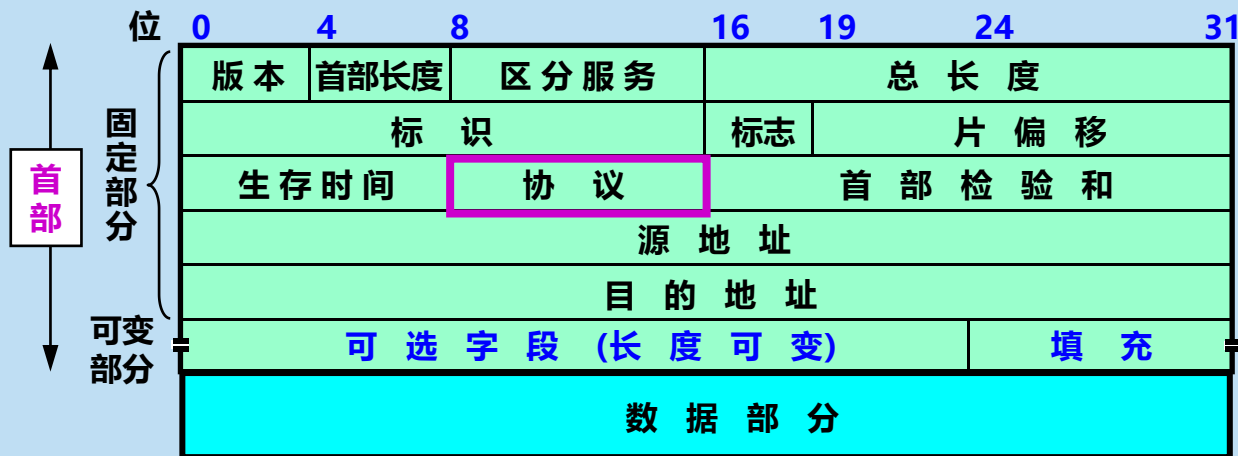 位 0 4 8 16 19 24 31
版本 首部长度 区分服务 总长度
标识 标志 片偏移
生存时间 协议 首部检验和
源地址
目的地址
可选字段 (长度可变) 填充
数据部分
首部
固定部分
可变部分